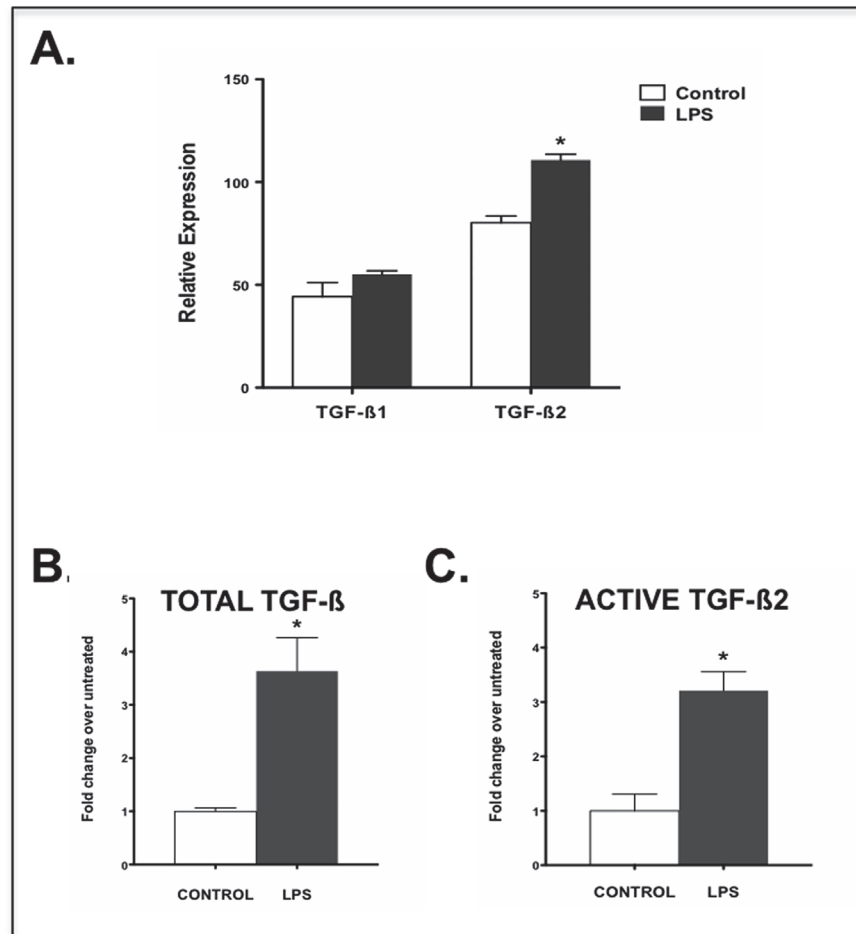 A.
150
100
50
0
Relative Expression
Control
LPS
*
TGF-ß1
TGF-ß2
B.
TOTAL TGF-ß
5
4
3
2
1
0
Fold change over untreated
*
CONTROL
LPS
C.
ACTIVE TGF-ß2
5
4
3
2
1
0
Fold change over untreated
*
CONTROL
LPS